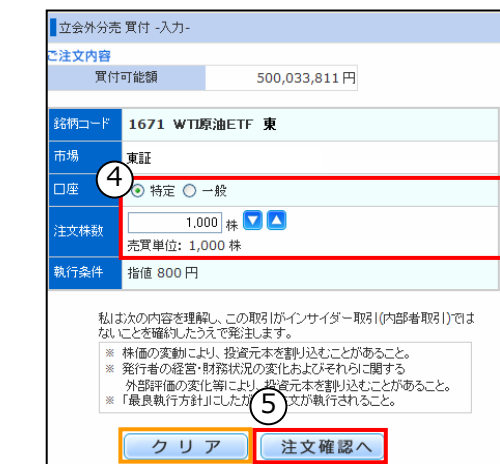 立会外分売 買付 -入力-
ご注文内容
買付可能額 500,033,811 円
銘柄コード 1671 WTI原油ETF 東
市場 東証
④
口座 特定 一般
注文株数 1,000 株
売買単位: 1,000 株
執行条件 指値 800 円
私は次の内容を理解し、この取引がインサイダー取引(内部者取引)では
ないことを確約したうえで発注します。
※ 株価の変動により、投資元本を割り込むことがあること。
※ 発行者の経営・財務状況の変化およびそれらに関する
外部評価の変化等により、投資元本を割り込むことがあること。
※ 「最良執行方針」にしたが 文が執行されること。
⑤
クリア 注文確認へ